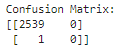 Confusion Matrix:
[[2539    0]
 [   1    0]]